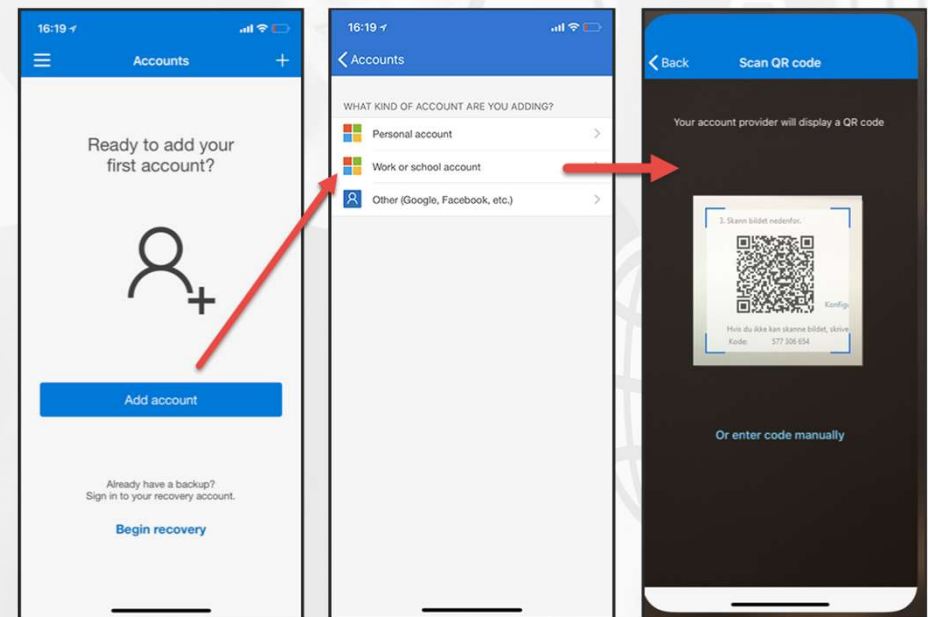 16:19
Accounts
Ready to add your
first account?
Add account
Already have a backup?
Sign in to your recovery account.
Begin recovery
16:19
Accounts
WHAT KIND OF ACCOUNT ARE YOU ADDING?
Personal account
Work or school account
Other (Google, Facebook, etc.)
Back
Scan QR code
Your account provider will display a QR code
Skann bildet nedenfor.
Konfigu
Hvis du ikke kan skanne bildet, skrive
Kode: 577 306 654
Or enter code manually